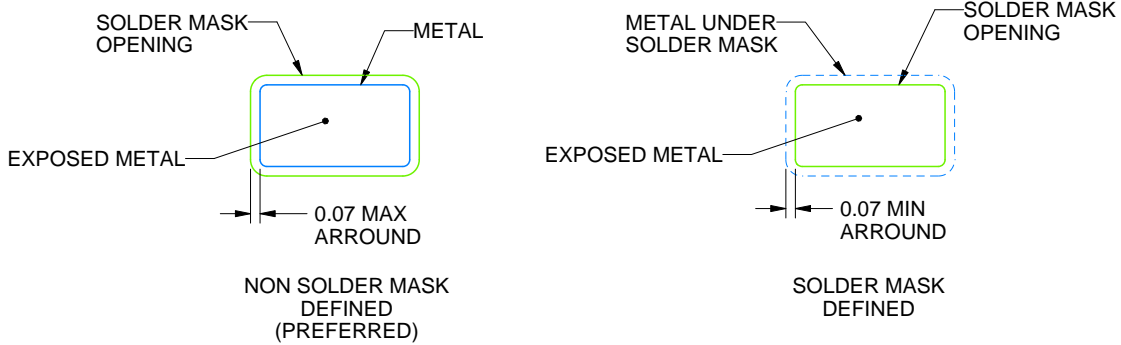 SOLDER MASK
OPENING
METAL
EXPOSED METAL
0.07 MAX
ARROUND
NON SOLDER MASK
DEFINED
(PREFERRED)
METAL UNDER
SOLDER MASK
SOLDER MASK
OPENING
EXPOSED METAL
0.07 MIN
ARROUND
SOLDER MASK
DEFINED